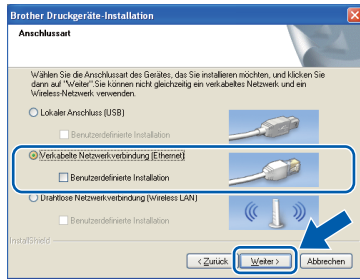 Brother Druckgeräte-Installation
Anschlussart
Wählen Sie die Anschlussart des Gerätes, das Sie installieren möchten, und klicken Sie
dann auf "Weiter".Sie können nicht gleichzeitig ein verkabeltes Netzwerk und ein
Wireless-Netzwerk verwenden.
Lokaler Anschluss (USB)
Benutzerdefinierte Installation
Verkabelte Netzwerkverbindung (Ethernet)
Benutzerdefinierte Installation
Drahtlose Netzwerkverbindung (Wireless LAN)
Benutzerdefinierte Installation
InstallShield
< Zurück Weiter > Abbrechen